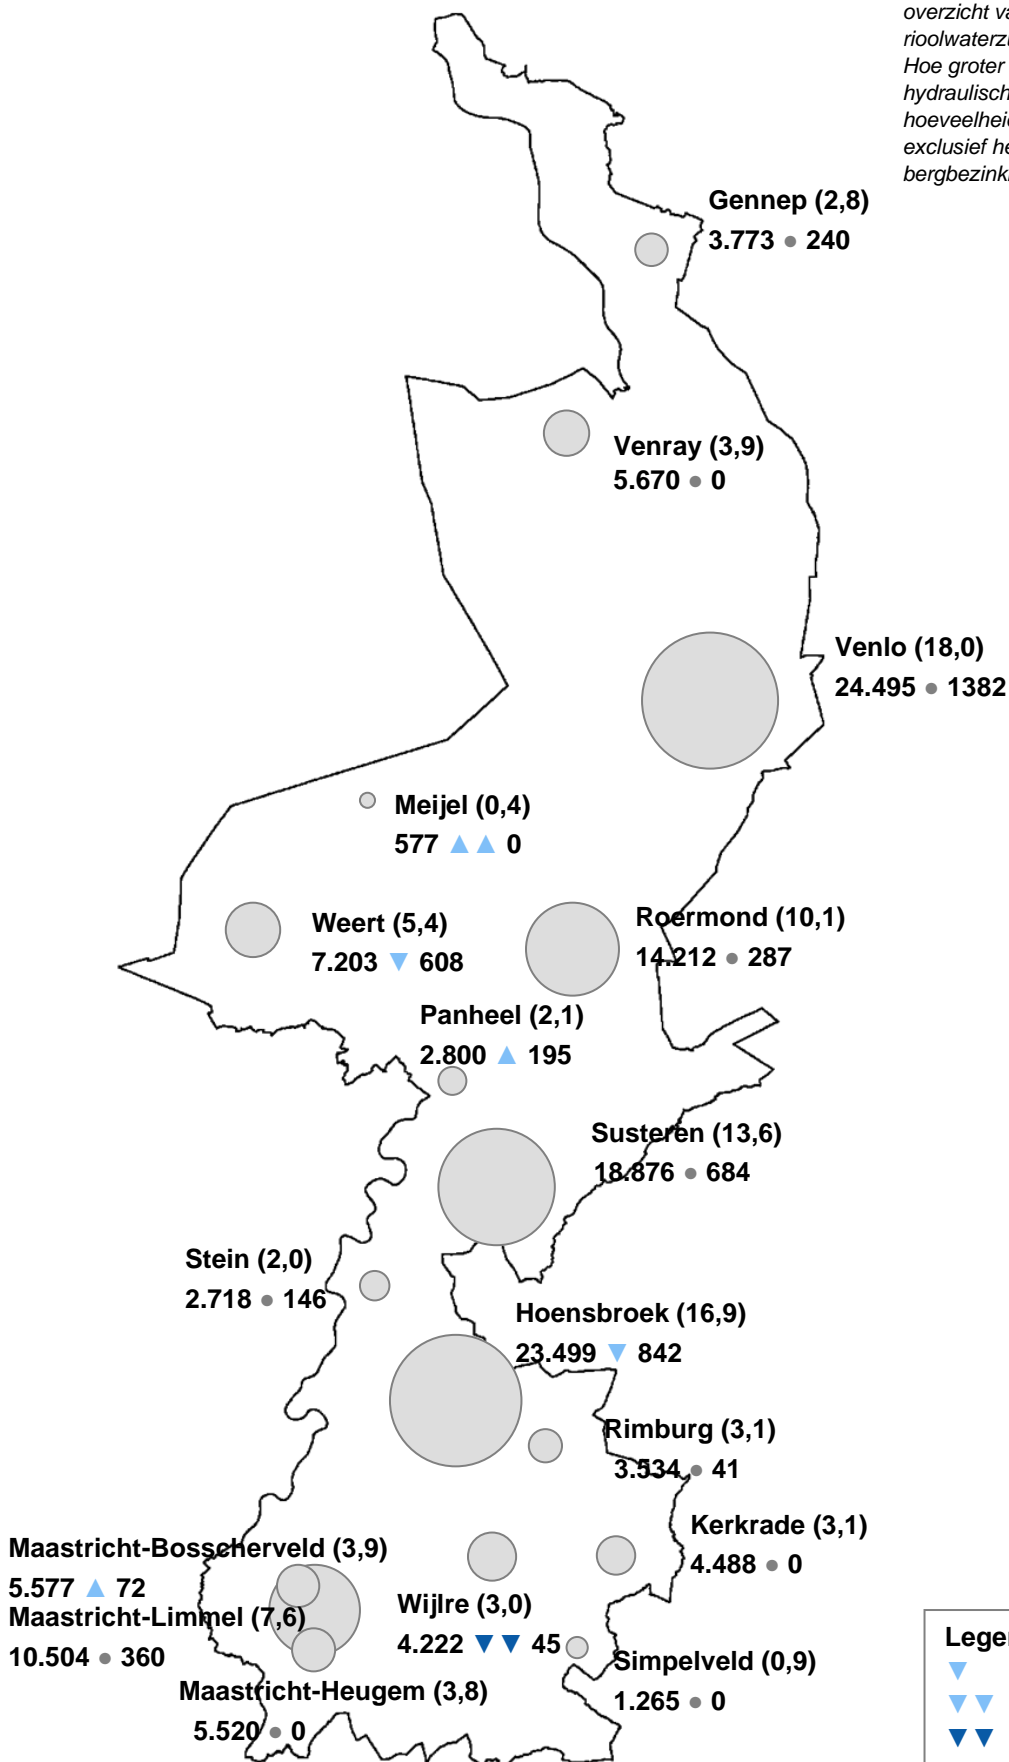 overzicht va
rioolwaterzu
Hoe groter
hydraulisch
hoeveelheid
exclusief he
bergbezinki
Gennep (2,8)
3.773 ● 240
Venray (3,9)
5.670 ● 0
Venlo (18,0)
24.495 ● 1382
Meijel (0,4)
577 ▲ ▲ 0
Weert (5,4)
7.203 ▼ 608
Roermond (10,1)
14.212 ● 287
Panheel (2,1)
2.800 ▲ 195
Susteren (13,6)
18.876 ● 684
Stein (2,0)
2.718 ● 146
Hoensbroek (16,9)
23.499 ▼ 842
Rimburg (3,1)
3.534 ● 41
Kerkrade (3,1)
4.488 ● 0
Maastricht-Bosscherveld (3,9)
5.577 ▲ 72
Maastricht-Limmel (7,6)
10.504 ● 360
Wijlre (3,0)
4.222 ▼ ▼ 45
Simpelveld (0,9)
1.265 ● 0
Maastricht-Heugem (3,8)
5.520 ● 0
Leger